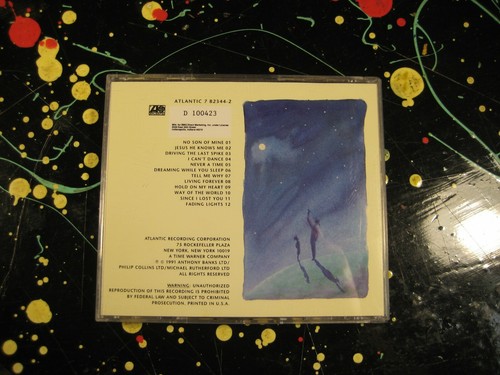 ATLANTIC 7 82344-2
D 100423
NO SON OF MINE 01
JESUS HE KNOWS ME 02
DRIVING THE LAST SPIKE 03
I CAN'T DANCE 04
NEVER A TIME 05
DREAMING WHILE YOU SLEEP 06
TELL ME WHY 07
LIVING FOREVER 08
HOLD ON MY HEART 09
WAY OF THE WORLD 10
SINCE I LOST YOU 11
FADING LIGHTS 12
ATLANTIC RECORDING CORPORATION
75 ROCKEFELLER PLAZA
NEW YORK, NEW YORK 10019
A TIME WARNER COMPANY
℗ © 1991 ANTHONY BANKS LTD/
PHILIP COLLINS LTD/MICHAEL RUTHERFORD LTD
ALL RIGHTS RESERVED
WARNING: UNAUTHORIZED
REPRODUCTION OF THIS RECORDING IS PROHIBITED
BY FEDERAL LAW AND SUBJECT TO CRIMINAL
PROSECUTION. PRINTED IN U.S.A.